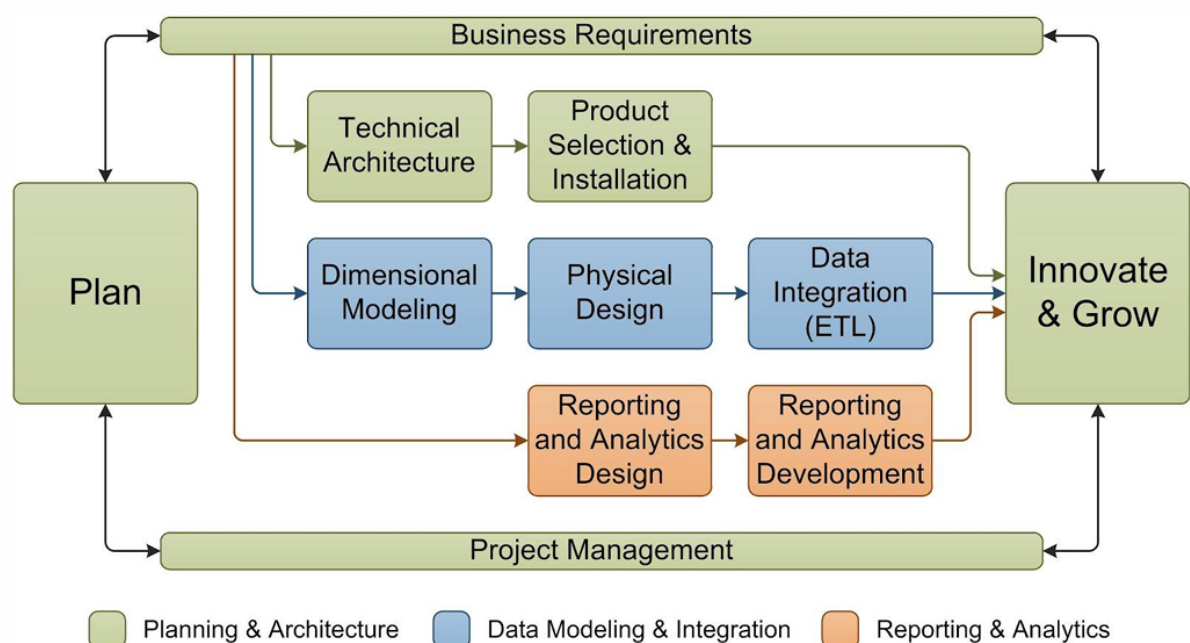 Business Requirements
Technical
Architecture
Product
Selection &
Installation
Plan
Dimensional
Modeling
Physical
Design
Data
Integration
(ETL)
Innovate
& Grow
Reporting
and Analytics
Design
Reporting
and Analytics
Development
Project Management
Planning & Architecture
Data Modeling & Integration
Reporting & Analytics